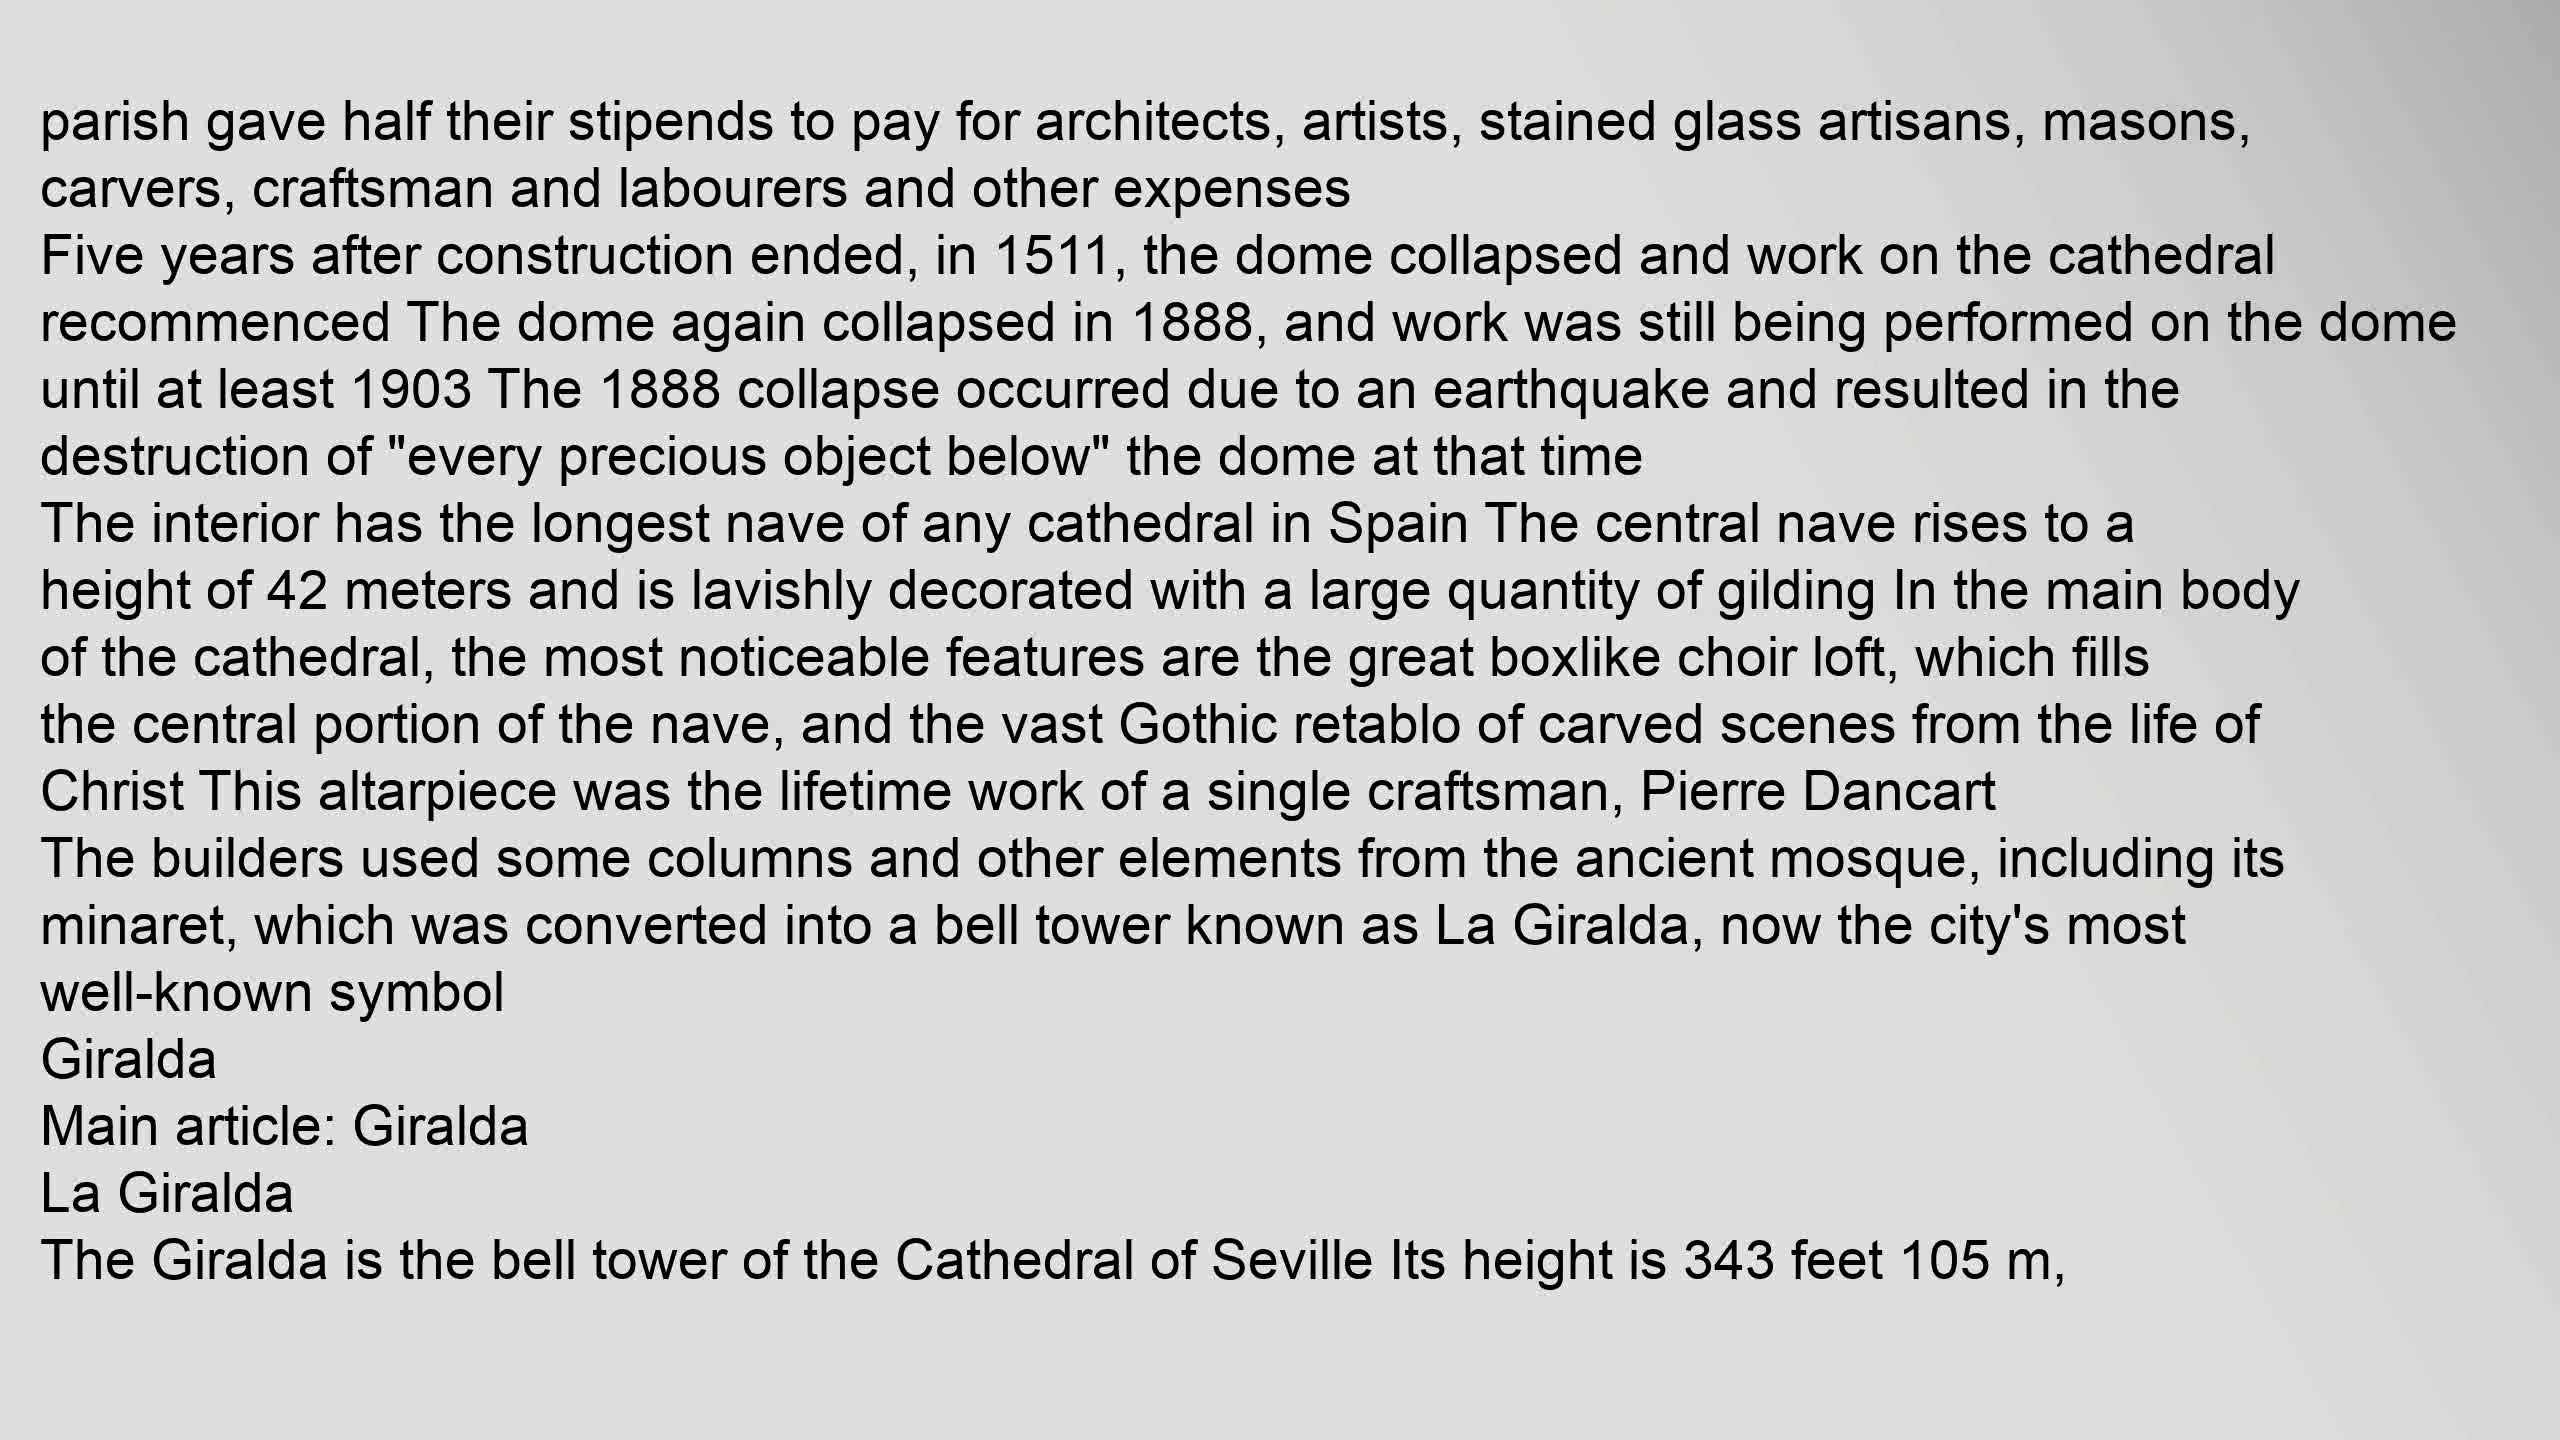 parish gave half their stipends to pay for architects, artists, stained glass artisans, masons,
carvers, craftsman and labourers and other expenses
Five years after construction ended, in 1511, the dome collapsed and work on the cathedral
recommenced The dome again collapsed in 1888, and work was still being performed on the dome
until at least 1903 The 1888 collapse occurred due to an earthquake and resulted in the
destruction of "every precious object below" the dome at that time
The interior has the longest nave of any cathedral in Spain The central nave rises to a
height of 42 meters and is lavishly decorated with a large quantity of gilding In the main body
of the cathedral, the most noticeable features are the great boxlike choir loft, which fills
the central portion of the nave, and the vast Gothic retablo of carved scenes from the life of
Christ This altarpiece was the lifetime work of a single craftsman, Pierre Dancart
The builders used some columns and other elements from the ancient mosque, including its
minaret, which was converted into a bell tower known as La Giralda, now the city's most
well-known symbol
Giralda
Main article: Giralda
La Giralda
The Giralda is the bell tower of the Cathedral of Seville Its height is 343 feet 105 m,